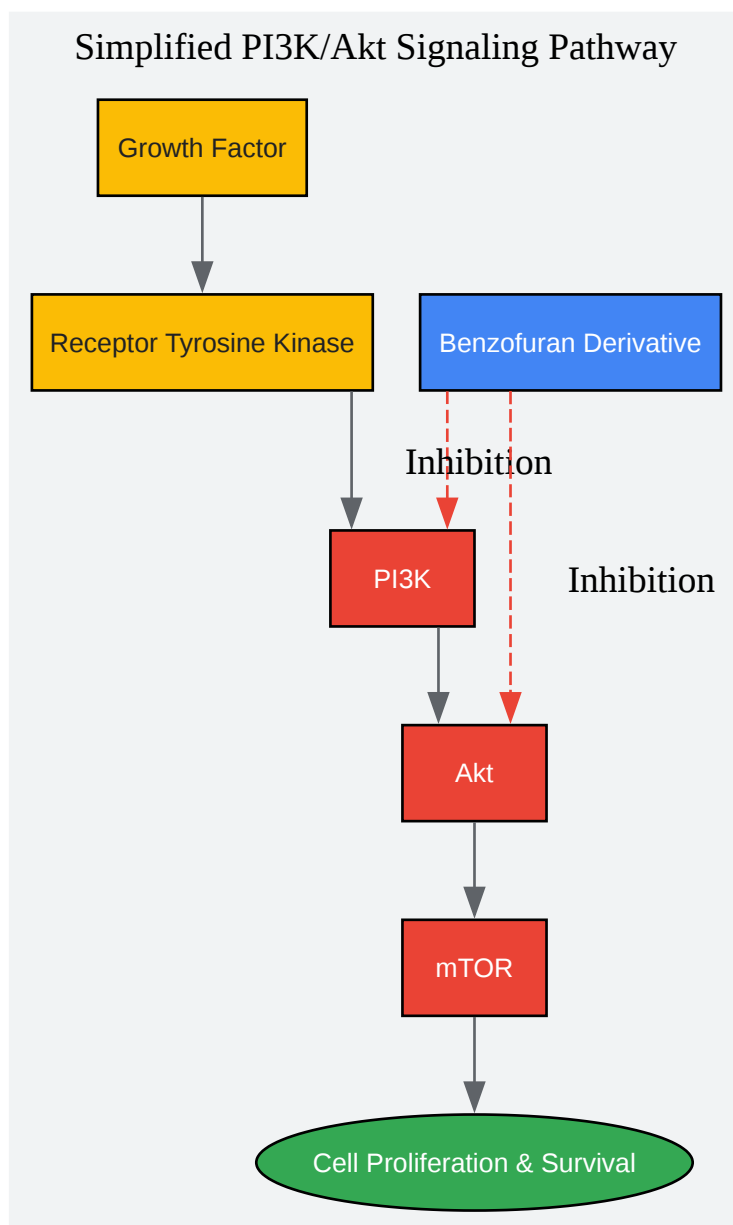 Simplified PI3K/Akt Signaling Pathway
Growth Factor
Receptor Tyrosine Kinase
Benzofuran Derivative
Inhibition
PI3K
Inhibition
Akt
mTOR
Cell Proliferation & Survival